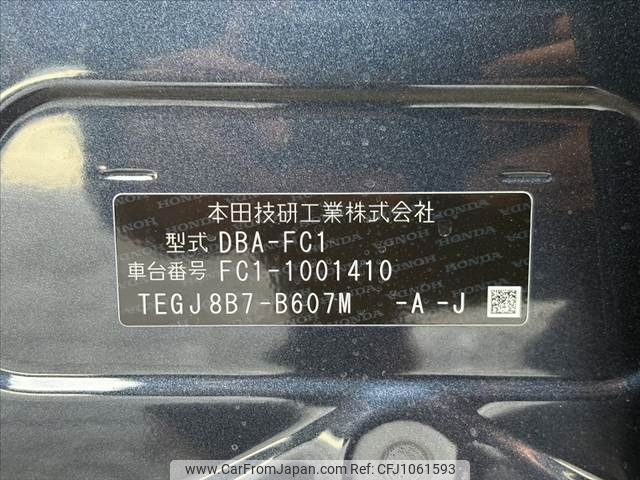 本田技研工業株式会社
型式 DBA-FC1
車台番号 FC1-1001410
TEGJ8B7-B607M -A -J
© www.CarFromJapan.com Ref. CFJ1061593